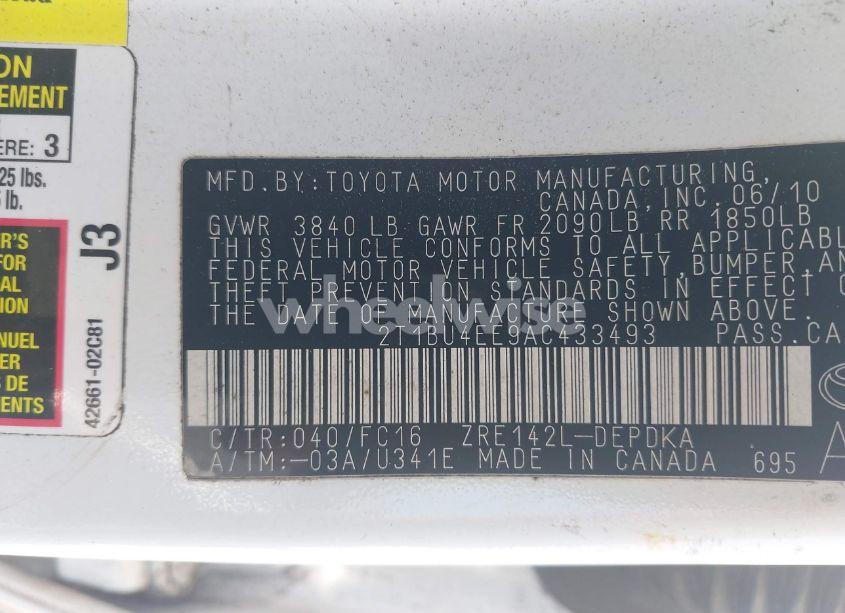 ON
EMENT
ERE: 3
25 lbs.
lb.
R'S
FOR
AL
TION
NUEL
ER
S DE
MENTS
J3
42661-02C81
MFD.BY:TOYOTA MOTOR MANUFACTURING,
CANADA,INC. 06/10
GVWR 3840 LB GAWR FR 2090LB RR 1850LB
THIS VEHICLE CONFORMS TO ALL APPLICABL
FEDERAL MOTOR VEHICLE SAFETY,BUMPER,AN
THEFT PREVENTION STANDARDS IN EFFECT O
THE DATE OF MANUFACTURE SHOWN ABOVE.
2T1BU4EE9AC433493 PASS.CA
C/TR:040/FC16 ZRE142L-DEPDKA
A/TM:-03A/U341E MADE IN CANADA 695
A
wheelwise